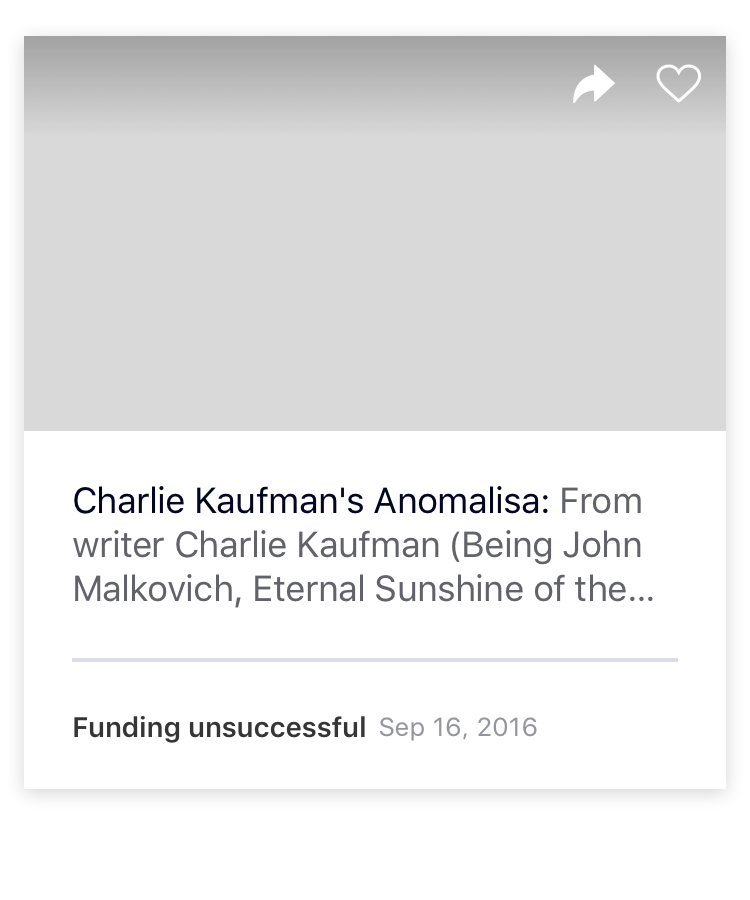 Charlie Kaufman's Anomalisa: From
writer Charlie Kaufman (Being John
Malkovich, Eternal Sunshine of the...
Funding unsuccessful Sep 16, 2016